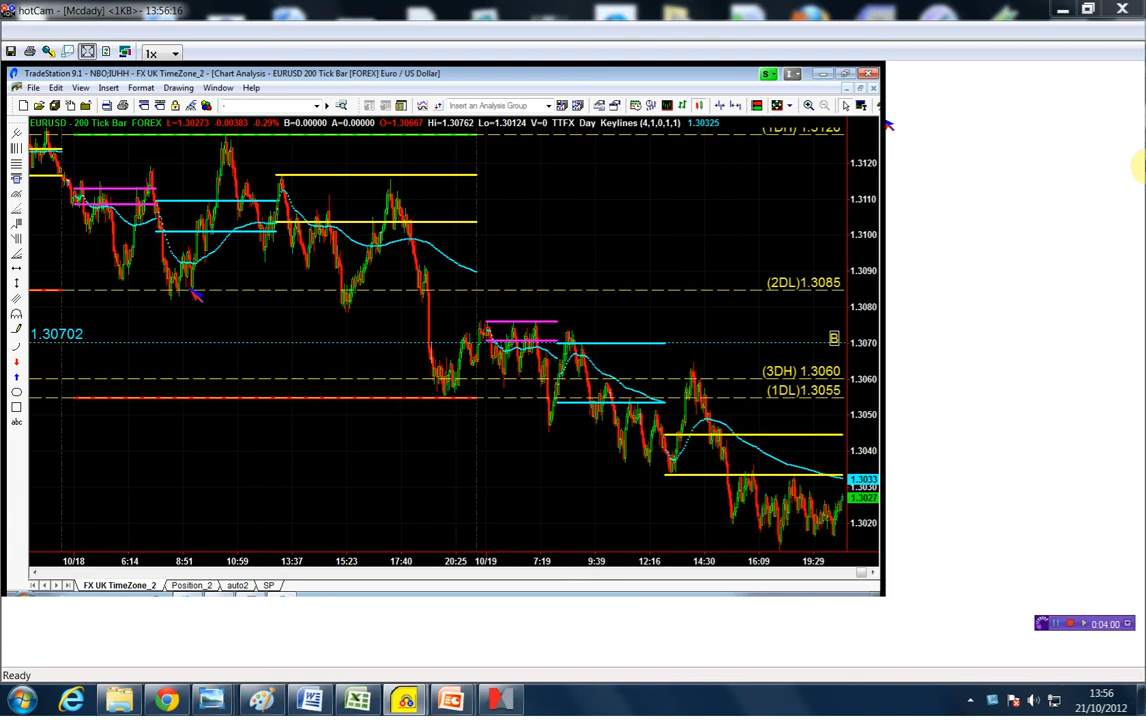 hotCam - [Mcdady] <1KB> - 13:56:16
1x
TradeStation 9.1 - NBO;\UHH - FX UK TimeZone_2 - [Chart Analysis - EURUSD 200 Tick Bar [FOREX] Euro / US Dollar]
S
I
File Edit View Insert Format Drawing Window Help
Insert an Analysis Group
EURUSD - 200 Tick Bar FOREX L=1.30273 -0.00383 -0.29% B=0.00000 A=0.00000 O=1.30667 Hi=1.30762 Lo=1.30124 V=0 TTFX Day Keylines (4,1,0,1,1) 1.30325
(1DH) 1.3128
1.3120
1.3110
1.3100
1.3090
(2DL)1.3085
1.3080
1.30702
B
1.3070
(3DH) 1.3060
1.3060
(1DL)1.3055
1.3050
1.3040
1.3033
1.3030
1.3027
1.3020
abc
10/18 6:14 8:51 10:59 13:37 15:23 17:40 20:25 10/19 7:19 9:39 12:16 14:30 16:09 19:29
FX UK TimeZone_2 Position_2 auto2 SP
0:04:00
Ready
13:56
21/10/2012